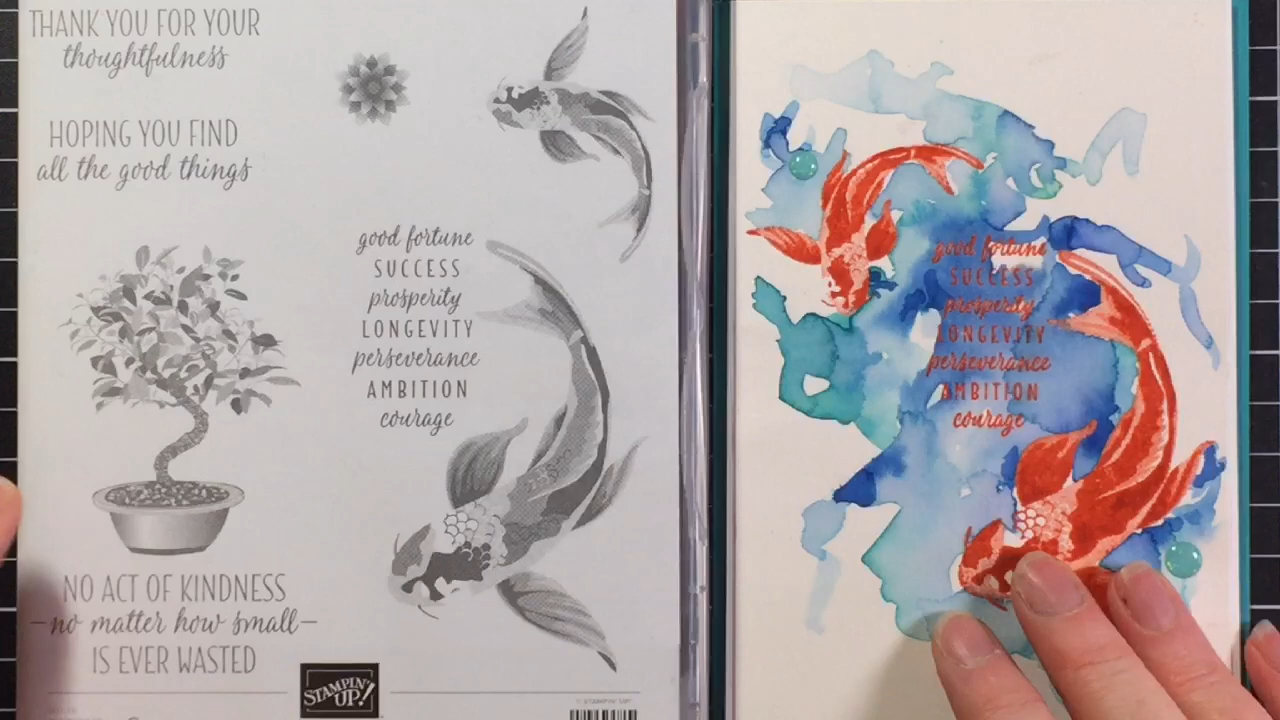 THANK YOU FOR YOUR
thoughtfulness
HOPING YOU FIND
all the good things
good fortune
SUCCESS
prosperity
LONGEVITY
perseverance
AMBITION
courage
NO ACT OF KINDNESS
—no matter how small—
IS EVER WASTED
STAMPIN'
UP!
© STAMPIN' UP!
good fortune
SUCCESS
prosperity
LONGEVITY
perseverance
AMBITION
courage